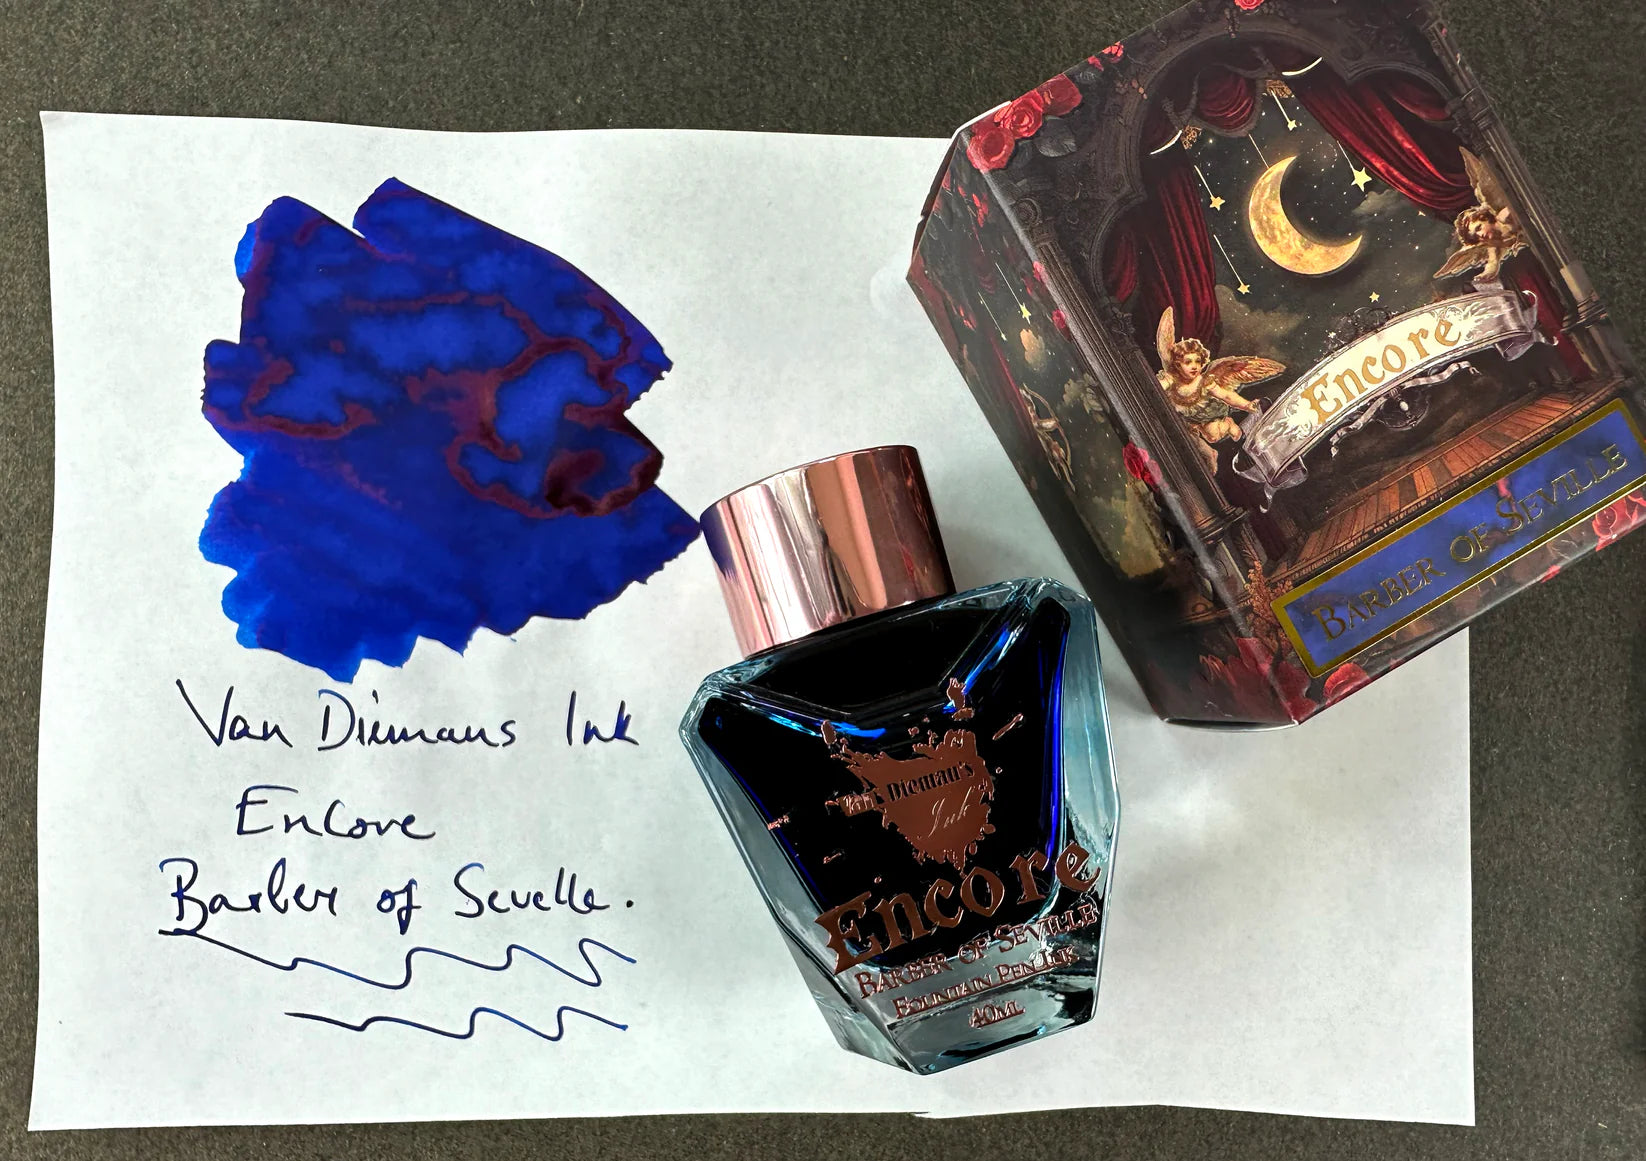 Van Diemans Ink
Encore
Barber of Sevelle.
Van Dieman's
Ink
Encore
BARBER OF SEVILLE
FOUNTAIN PEN INK
40ML
Encore
BARBER OF SEVILLE